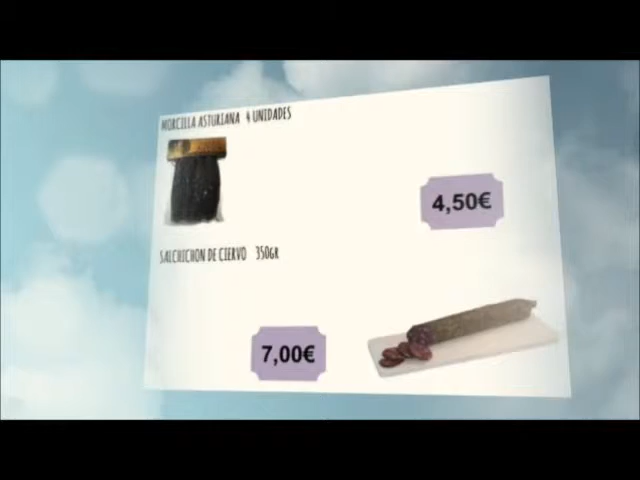 MORCILLA ASTURIANA 4 UNIDADES
4,50€
SALCHICHON DE CIERVO 350GR
7,00€